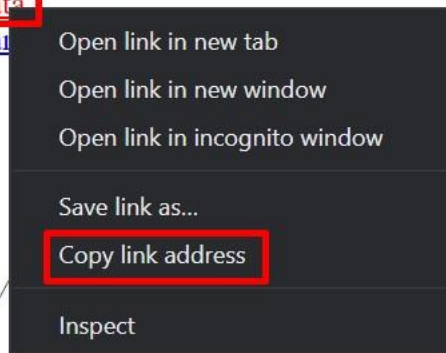 Open link in new tab
Open link in new window
Open link in incognito window
Save link as...
Copy link address
Inspect